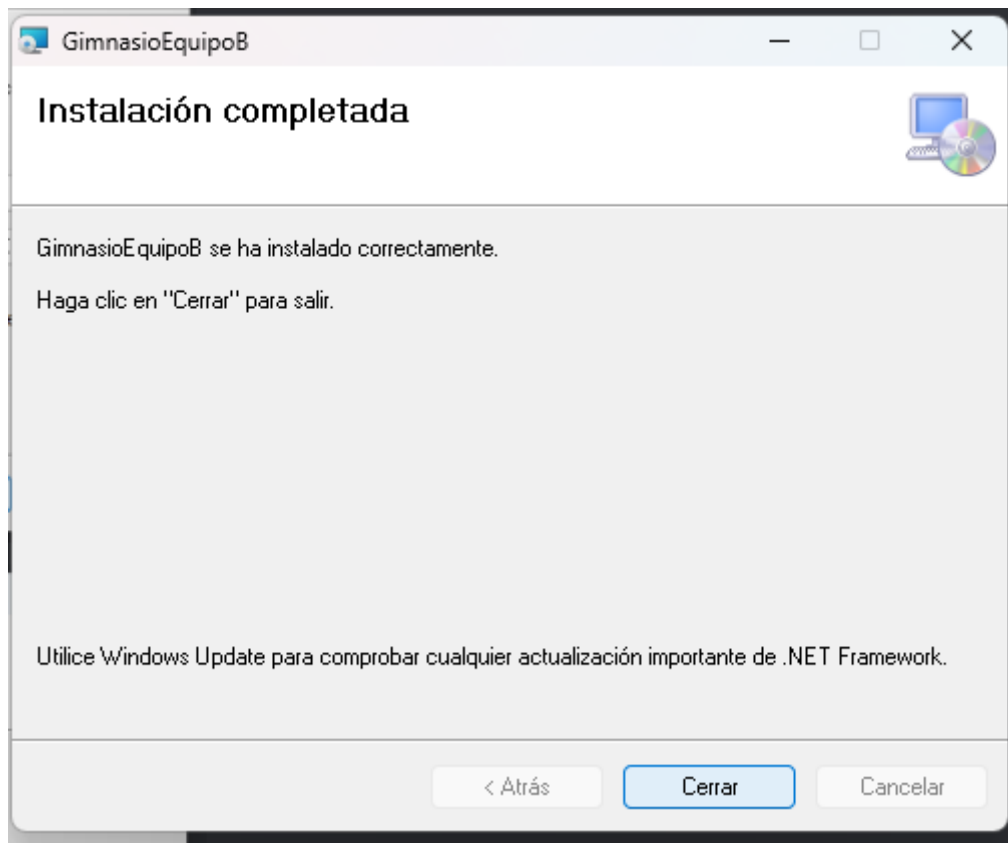 GimnasioEquipoB
Instalación completada
GimnasioEquipoB se ha instalado correctamente.
Haga clic en "Cerrar" para salir.
Utilice Windows Update para comprobar cualquier actualización importante de .NET Framework.
< Atrás
Cerrar
Cancelar